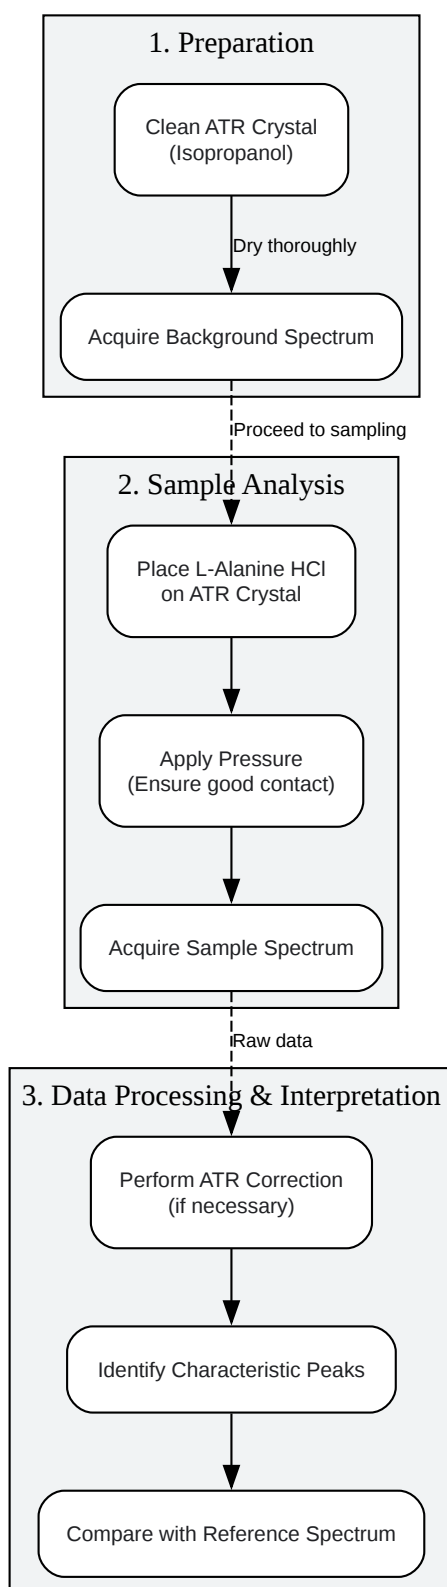 1. Preparation
Clean ATR Crystal
(Isopropanol)
Dry thoroughly
Acquire Background Spectrum
Proceed to sampling
2. Sample Analysis
Place L-Alanine HCl
on ATR Crystal
Apply Pressure
(Ensure good contact)
Acquire Sample Spectrum
Raw data
3. Data Processing & Interpretation
Perform ATR Correction
(if necessary)
Identify Characteristic Peaks
Compare with Reference Spectrum